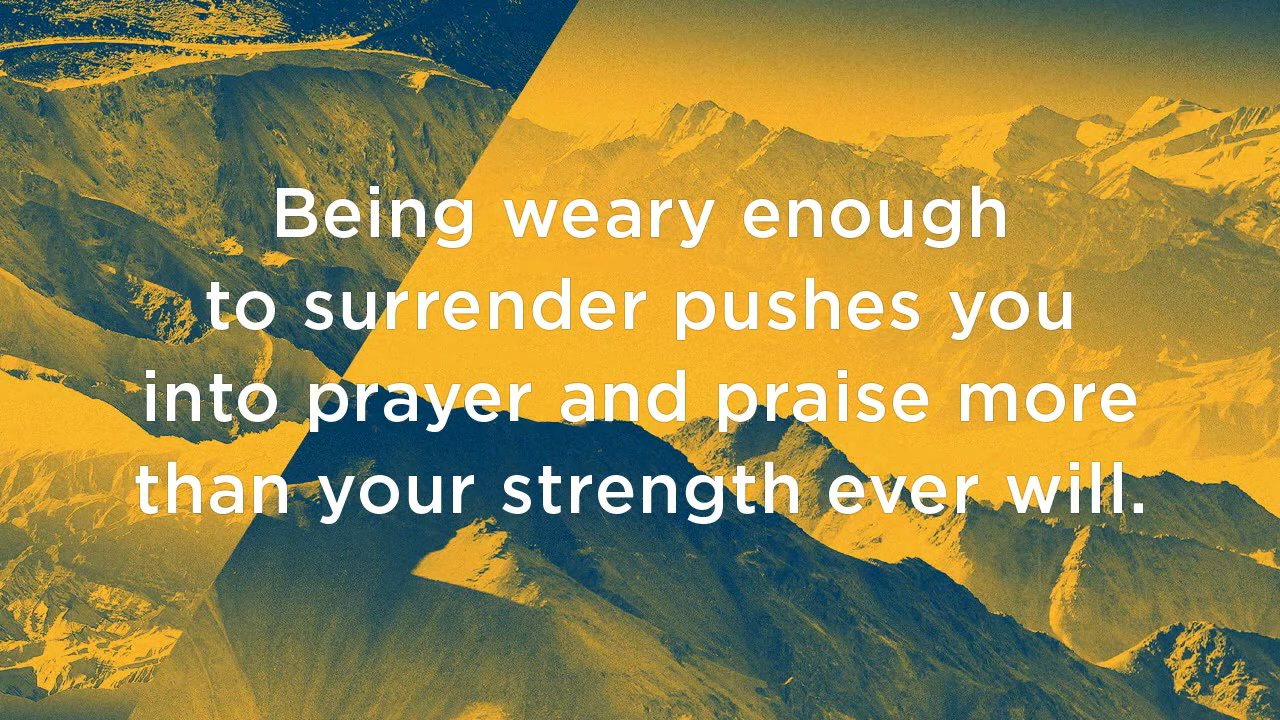 Being weary enough
to surrender pushes you
into prayer and praise more
than your strength ever will.